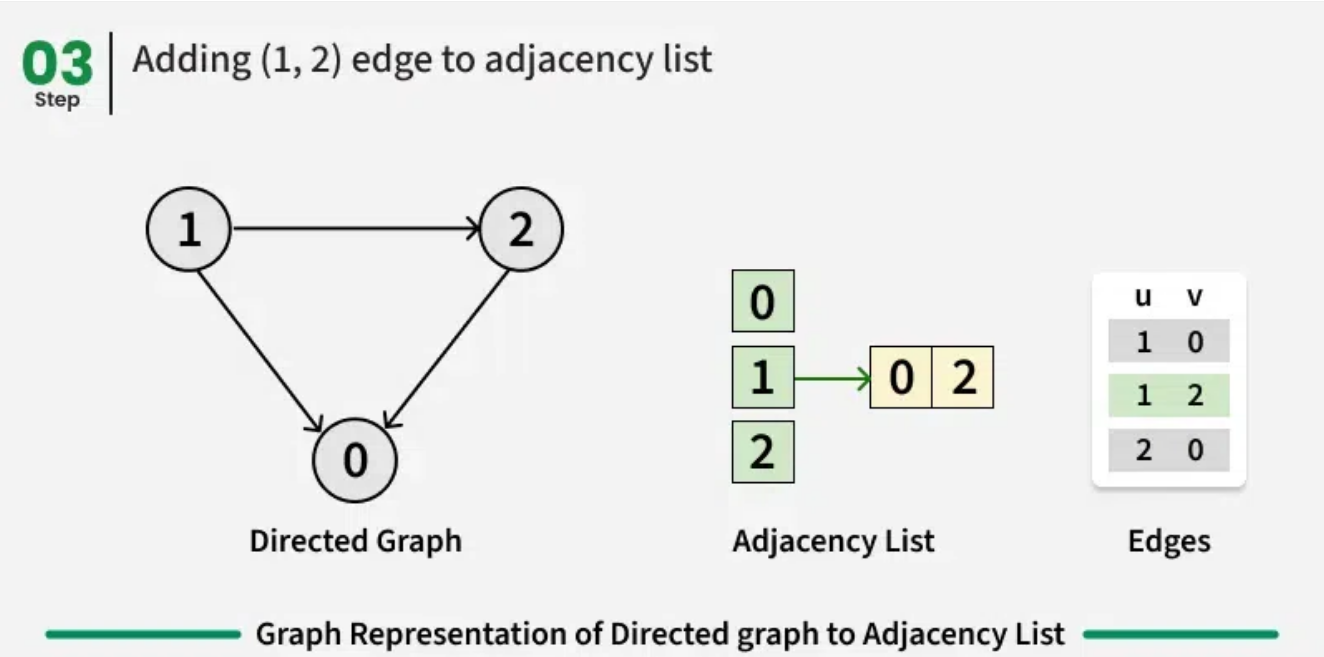 03
Step
Adding (1, 2) edge to adjacency list
1
2
0
Directed Graph
0
1 0 2
2
Adjacency List
u v
1 0
1 2
2 0
Edges
Graph Representation of Directed graph to Adjacency List